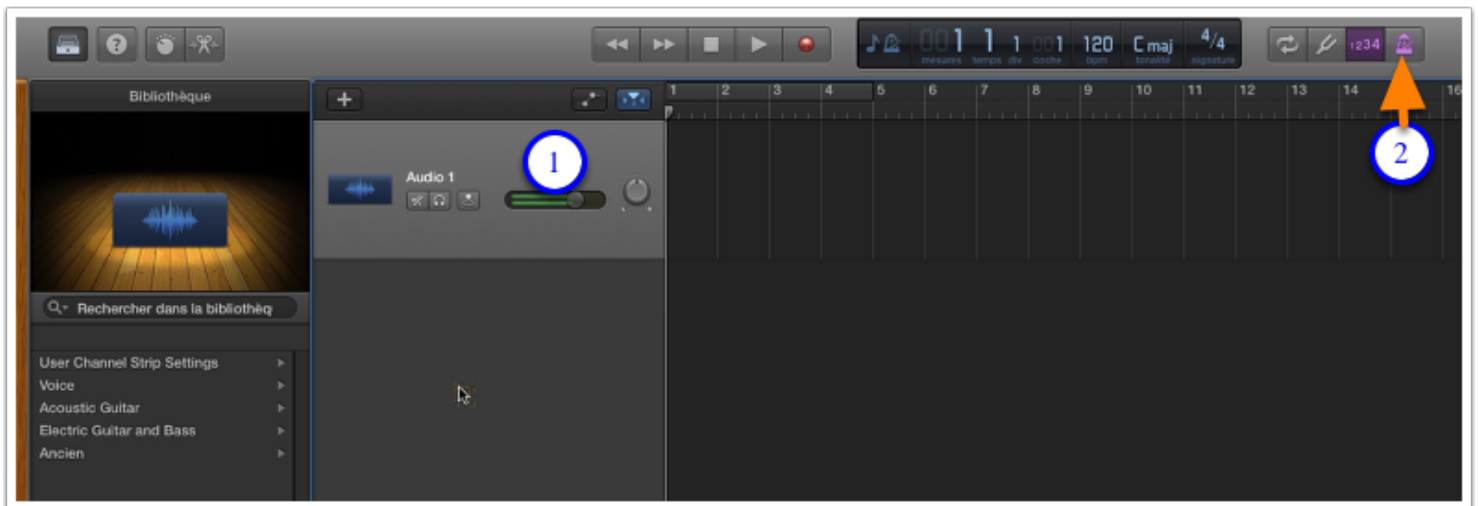 ? 001 1 1 001 120 C maj 4/4 1234
mesures temps div coche bpm tonalité signature
Bibliothèque
1 2 3 4 5 6 7 8 9 10 11 12 13 14 16
1
2
Audio 1
Rechercher dans la bibliothèq
User Channel Strip Settings
Voice
Acoustic Guitar
Electric Guitar and Bass
Ancien